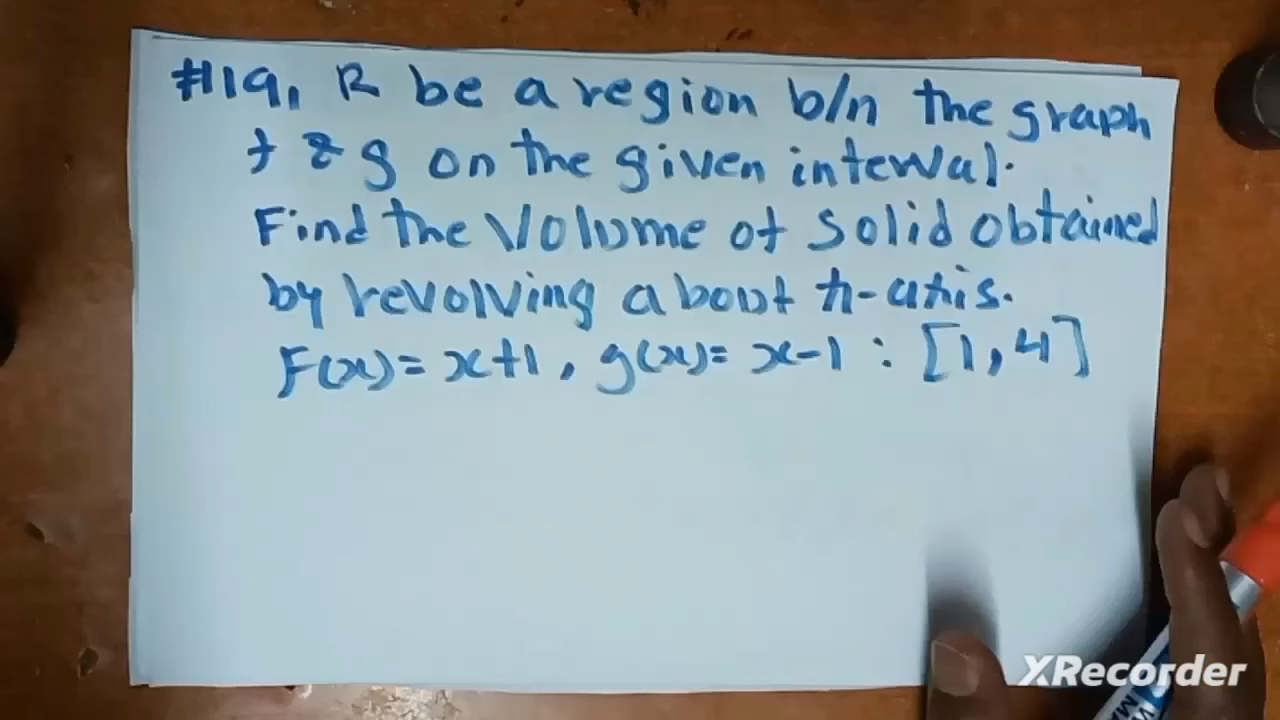 #19, R be a region b/n the graph
f & g on the given interval.
Find the Volume of solid obtained
by revolving about x-axis.
F(x) = x+1, g(x) = x-1 : [1,4]
XRecorder